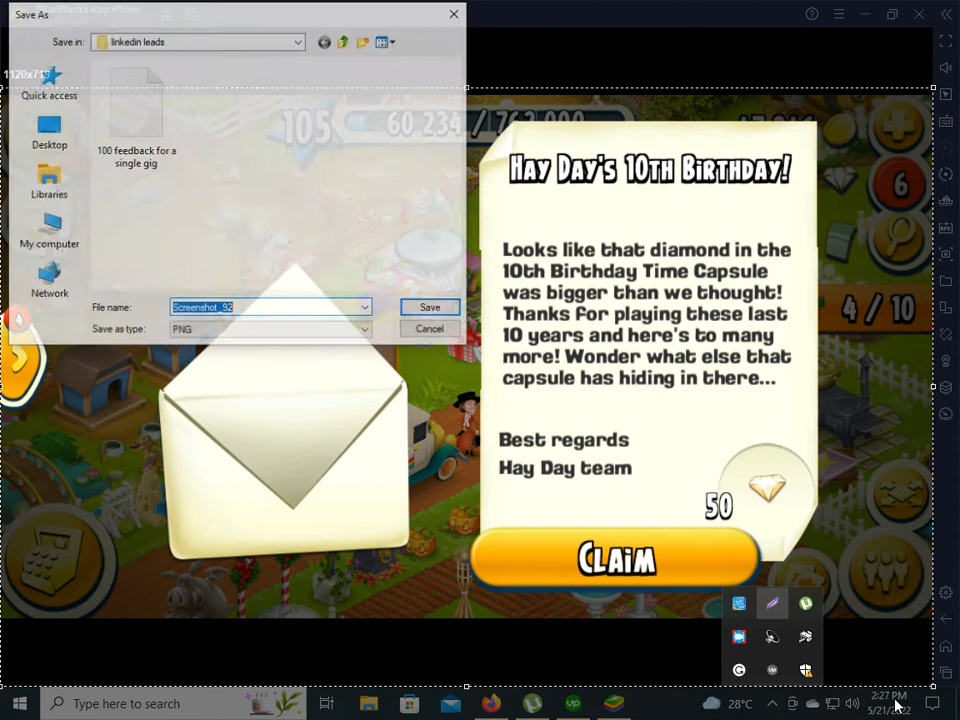 Save As
Save in:
linkedin leads
1120x715
Quick access
Desktop
Libraries
My computer
Network
100 feedback for a
single gig
File name:
Screenshot_92
Save
Save as type:
PNG
Cancel
105
60 234 /
6
4 / 10
Hay Day's 10th Birthday!
Looks like that diamond in the
10th Birthday Time Capsule
was bigger than we thought!
Thanks for playing these last
10 years and here's to many
more! Wonder what else that
capsule has hiding in there...
Best regards
Hay Day team
50
Claim
Type here to search
28°C
2:27 PM